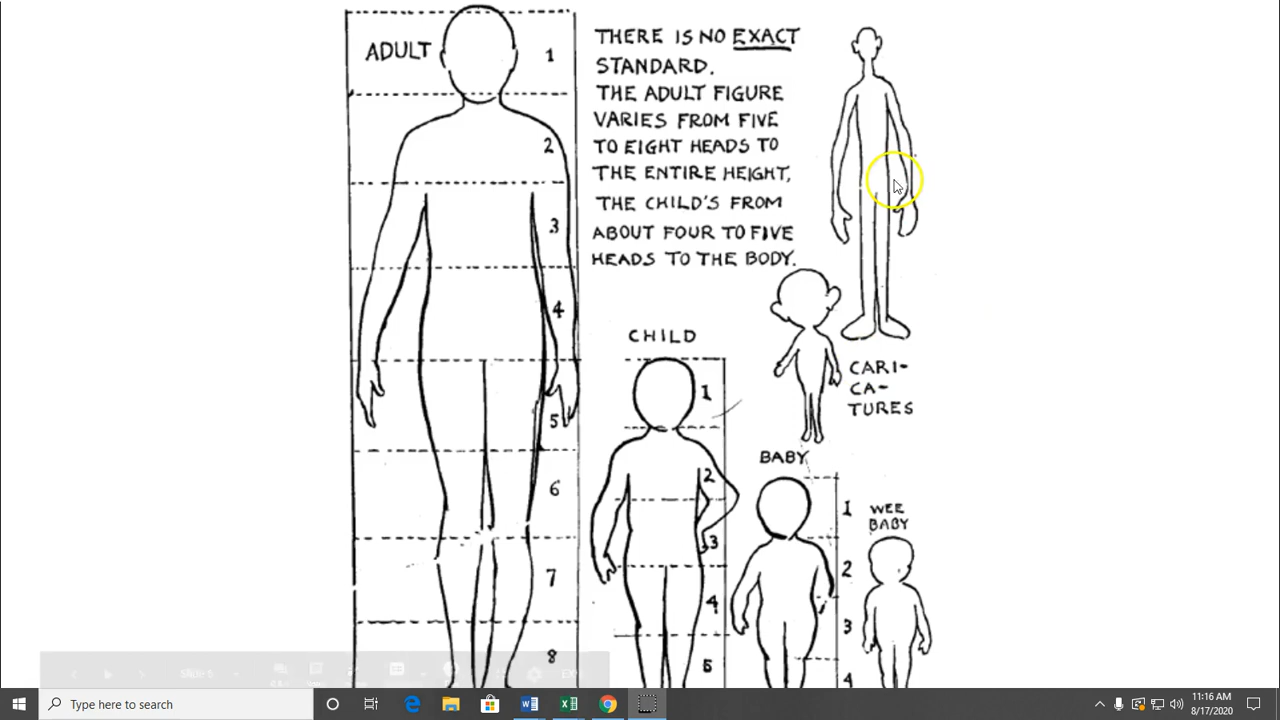 ADULT
1
2
3
4
5
6
7
8
THERE IS NO EXACT
STANDARD.
THE ADULT FIGURE
VARIES FROM FIVE
TO EIGHT HEADS TO
THE ENTIRE HEIGHT,
THE CHILD'S FROM
ABOUT FOUR TO FIVE
HEADS TO THE BODY.
CARI-
CA-
TURES
CHILD
1
2
3
4
5
BABY
1
2
3
4
WEE
BABY
Type here to search
11:16 AM
8/17/2020